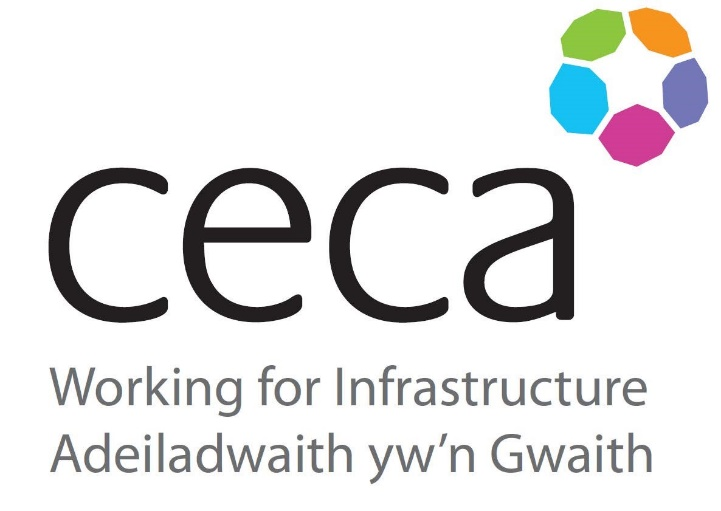 ceca
Working for Infrastructure
Adeiladwaith yw’n Gwaith